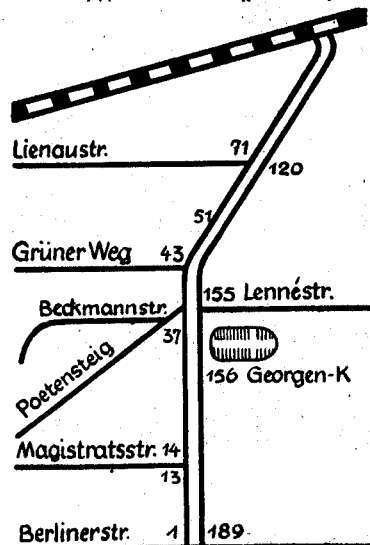 Lienaustr. 71
120
51
Grüner Weg 43
155 Lennéstr.
Beckmannstr.
37
Poetensteig
156 Georgen-K
Magistratsstr. 14
13
Berlinerstr. 1 189